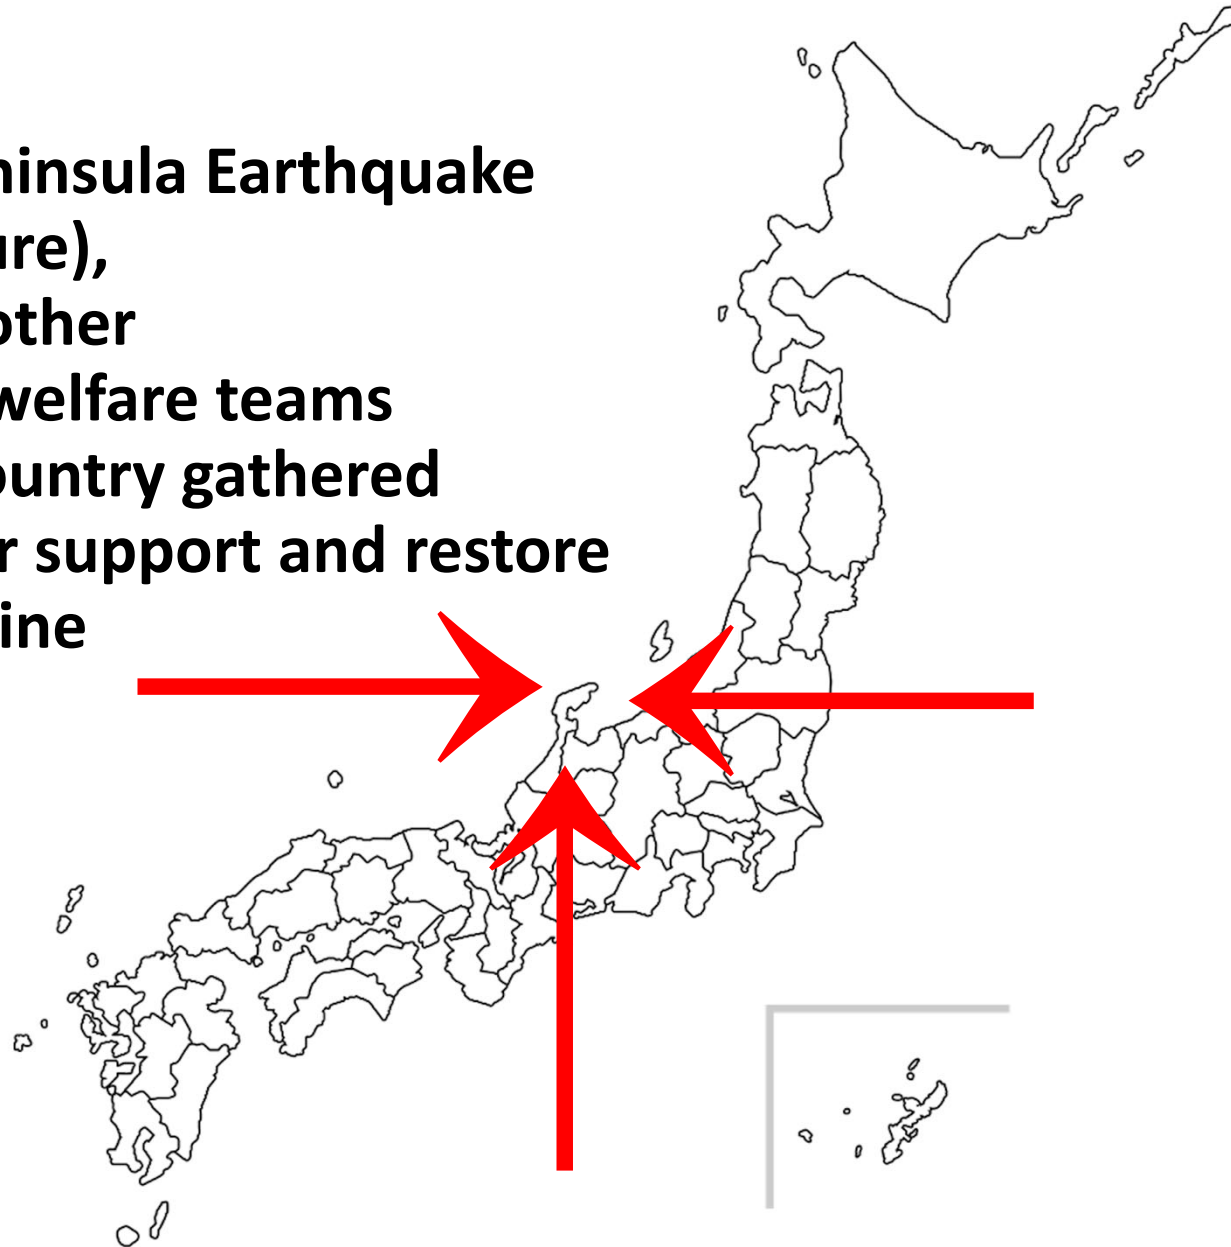 ninsula Earthquake
ure),
other
welfare teams
ountry gathered
r support and restore
ine